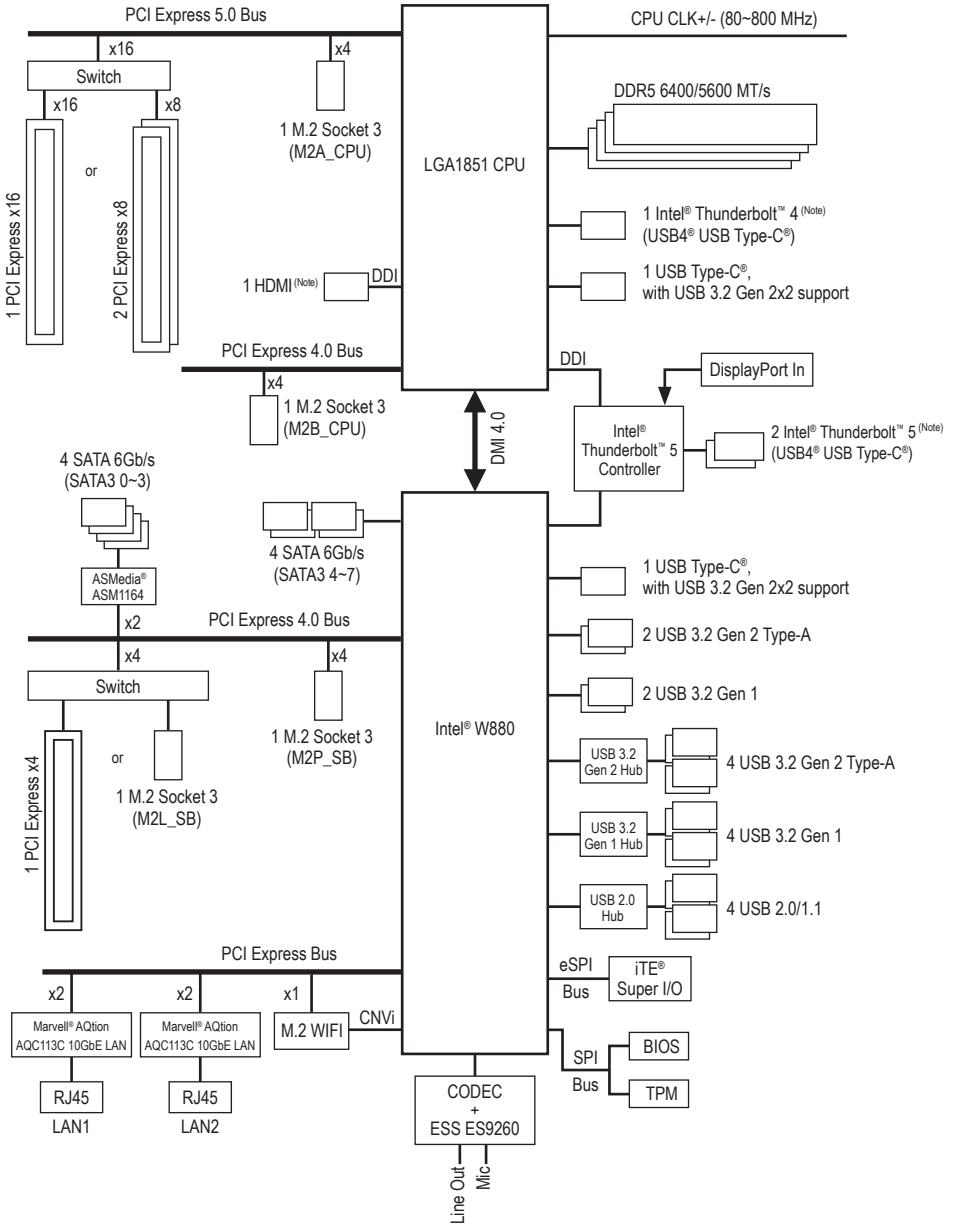 PCI Express 5.0 Bus
CPU CLK+/- (80~800 MHz)
x16
x4
Switch
x16
x8
1 M.2 Socket 3
(M2A_CPU)
or
1 PCI Express x16
2 PCI Express x8
LGA1851 CPU
DDR5 6400/5600 MT/s
1 Intel® Thunderbolt™ 4 (Note)
(USB4® USB Type-C®)
1 HDMI (Note)
DDI
1 USB Type-C®,
with USB 3.2 Gen 2x2 support
PCI Express 4.0 Bus
x4
1 M.2 Socket 3
(M2B_CPU)
DMI 4.0
DDI
DisplayPort In
Intel®
Thunderbolt™ 5
Controller
2 Intel® Thunderbolt™ 5 (Note)
(USB4® USB Type-C®)
4 SATA 6Gb/s
(SATA3 0~3)
ASMedia®
ASM1164
x2
4 SATA 6Gb/s
(SATA3 4~7)
PCI Express 4.0 Bus
x4
x4
Switch
or
1 PCI Express x4
1 M.2 Socket 3
(M2L_SB)
1 M.2 Socket 3
(M2P_SB)
Intel® W880
1 USB Type-C®,
with USB 3.2 Gen 2x2 support
2 USB 3.2 Gen 2 Type-A
2 USB 3.2 Gen 1
USB 3.2
Gen 2 Hub
4 USB 3.2 Gen 2 Type-A
USB 3.2
Gen 1 Hub
4 USB 3.2 Gen 1
USB 2.0
Hub
4 USB 2.0/1.1
PCI Express Bus
x2
x2
x1
Marvell® AQtion
AQC113C 10GbE LAN
Marvell® AQtion
AQC113C 10GbE LAN
M.2 WIFI
CNVi
RJ45
LAN1
RJ45
LAN2
eSPI
Bus
iTE®
Super I/O
SPI
Bus
BIOS
TPM
CODEC
+
ESS ES9260
Line Out
Mic